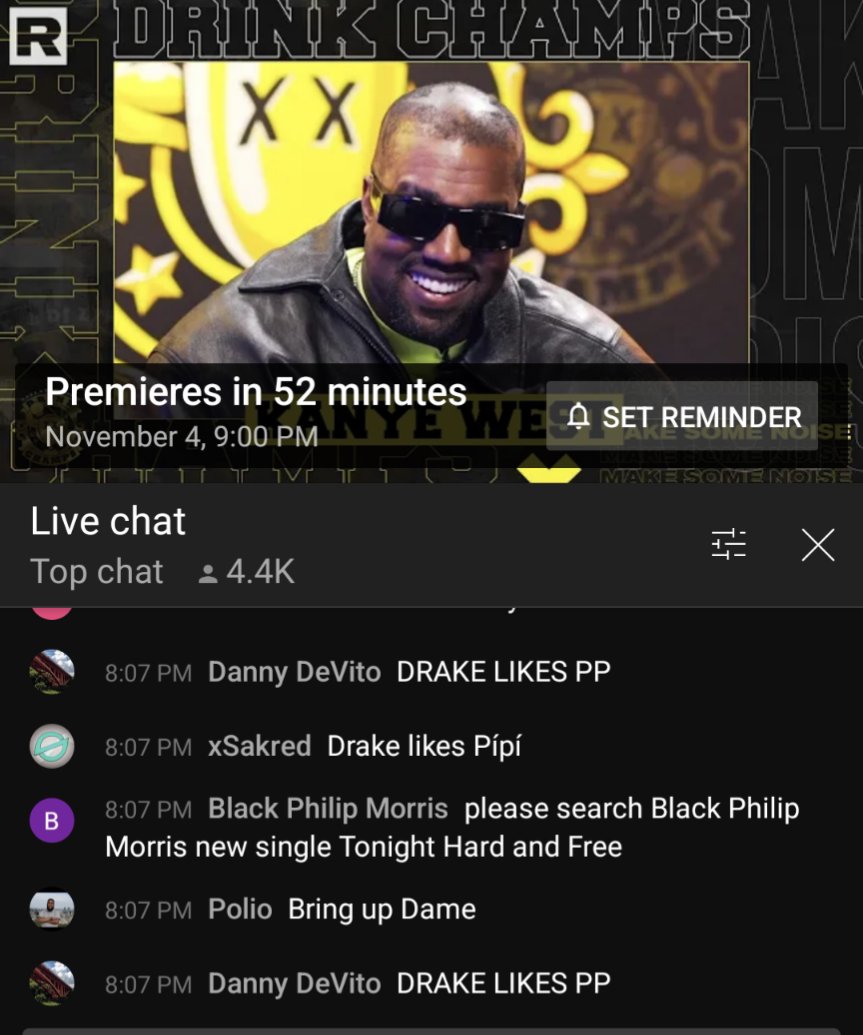 R
DRINK CHAMPS
Premieres in 52 minutes
KANYE WEST
SET REMINDER
November 4, 9:00 PM
MAKE SOME NOISE
Live chat
Top chat 4.4K
8:07 PM Danny DeVito DRAKE LIKES PP
8:07 PM xSakred Drake likes Pípí
B
8:07 PM Black Philip Morris please search Black Philip
Morris new single Tonight Hard and Free
8:07 PM Polio Bring up Dame
8:07 PM Danny DeVito DRAKE LIKES PP